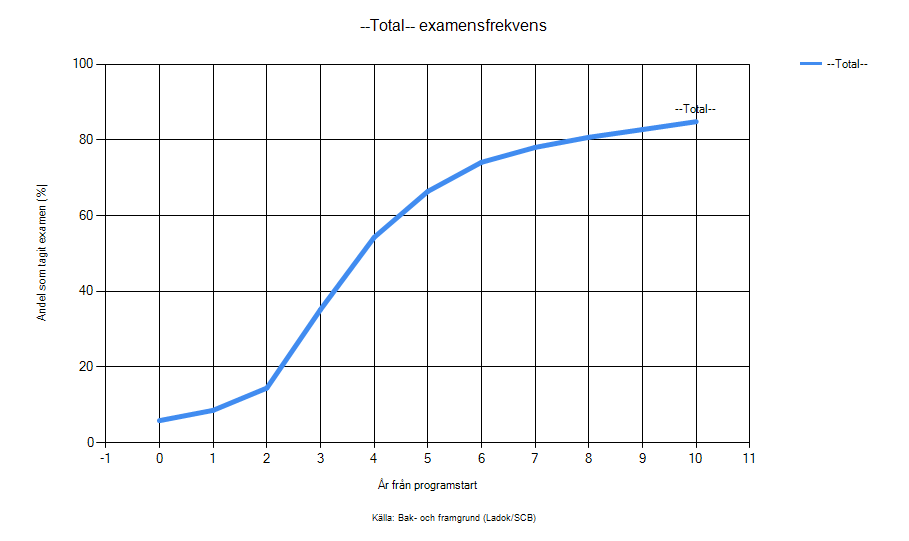 --Total-- examensfrekvens
--Total--
--Total--
100
80
60
40
20
0
Andel som tagit examen (%|
-1 0 1 2 3 4 5 6 7 8 9 10 11
År från programstart
Källa: Bak- och framgrund (Ladok/SCB)